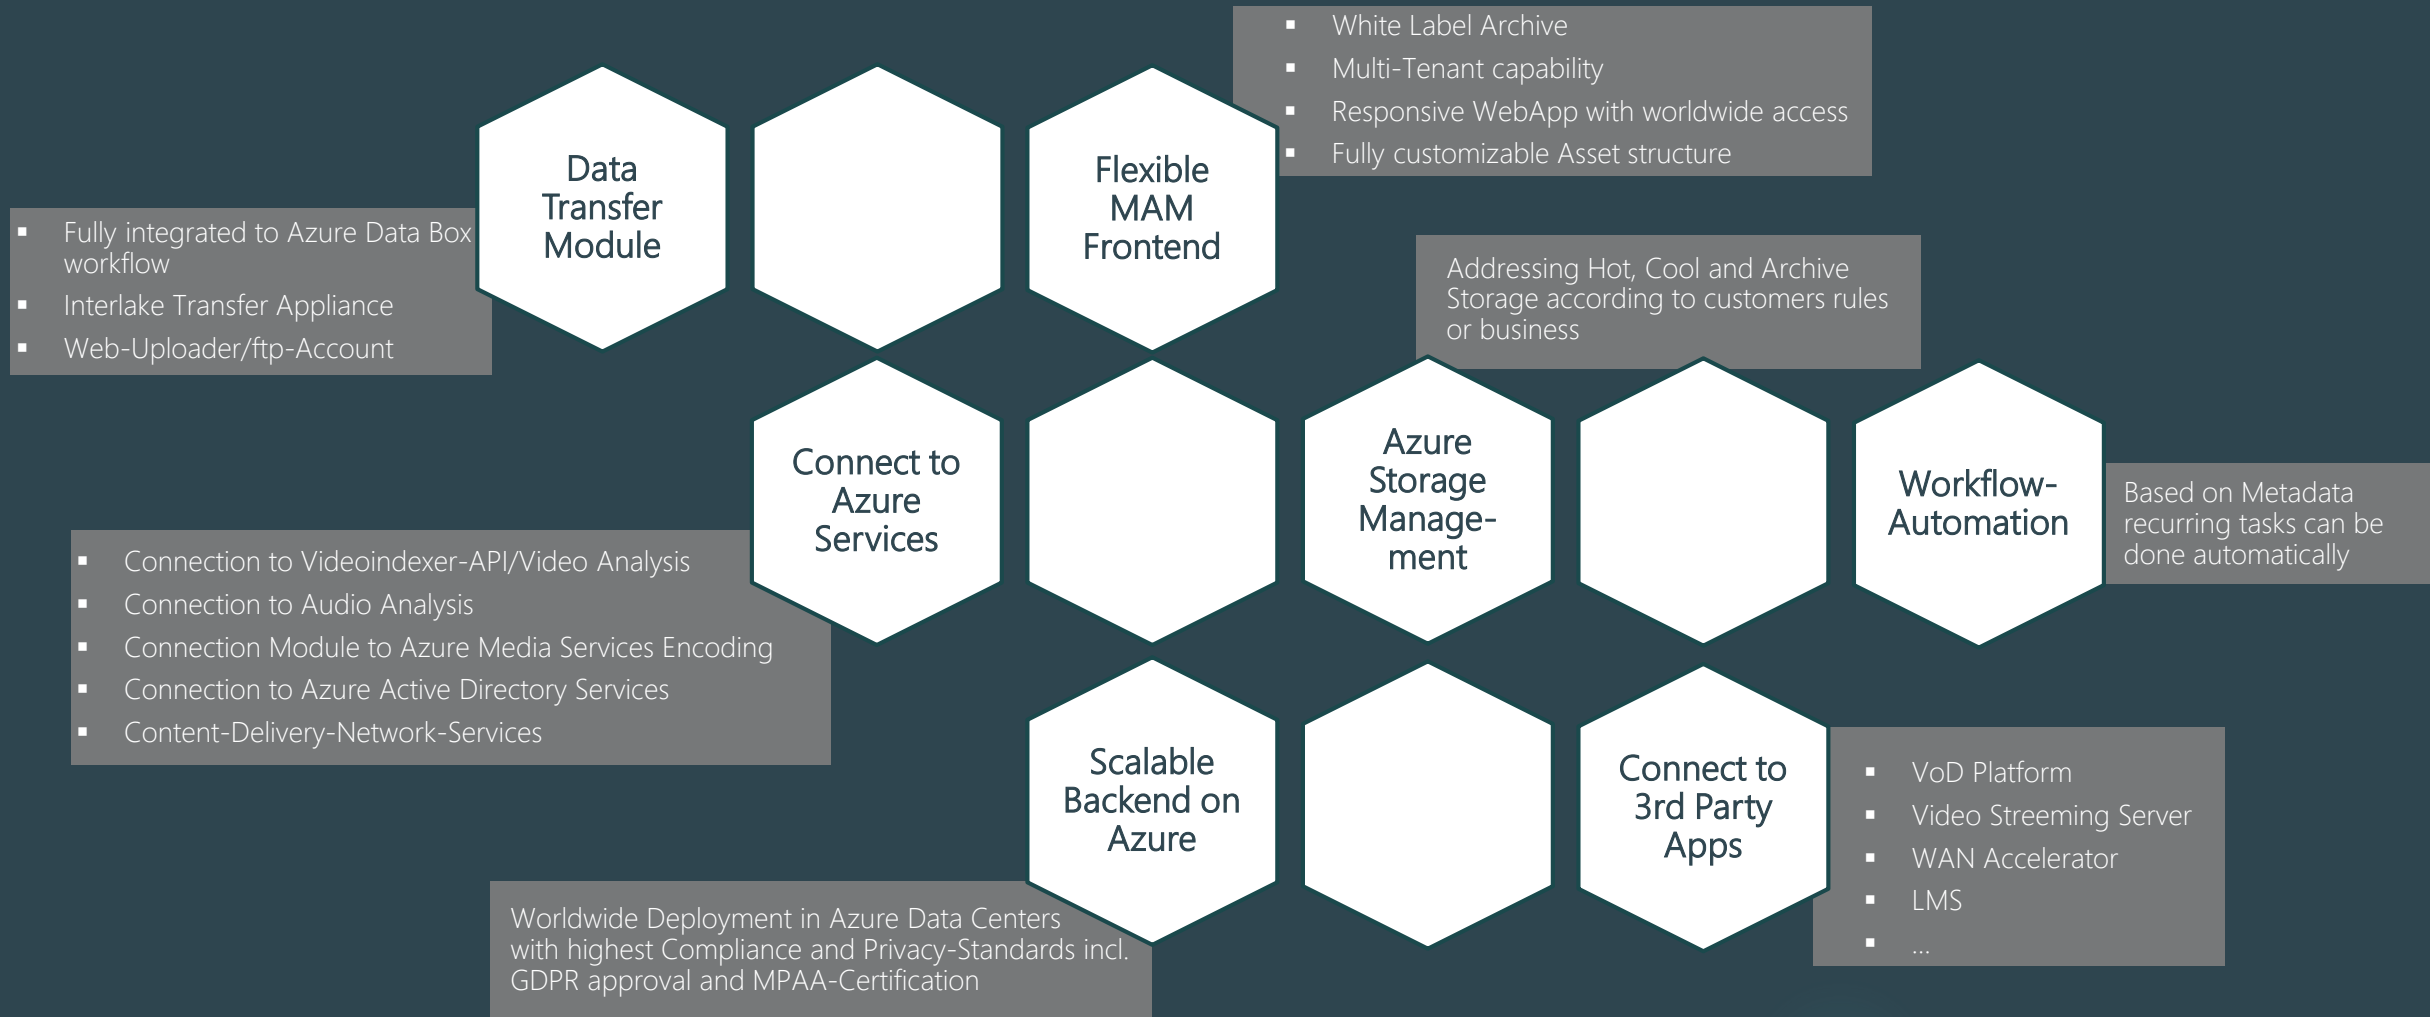 White Label Archive
Multi-Tenant capability
Responsive WebApp with worldwide access
Fully customizable Asset structure
Data
Transfer
Module
Flexible
MAM
Frontend
Fully integrated to Azure Data Box
workflow
Interlake Transfer Appliance
Web-Uploader/ftp-Account
Addressing Hot, Cool and Archive
Storage according to customers rules
or business
Connect to
Azure
Services
Azure
Storage
Manage-
ment
Workflow-
Automation
Based on Metadata
recurring tasks can be
done automatically
Connection to Videoindexer-API/Video Analysis
Connection to Audio Analysis
Connection Module to Azure Media Services Encoding
Connection to Azure Active Directory Services
Content-Delivery-Network-Services
Scalable
Backend on
Azure
Connect to
3rd Party
Apps
VoD Platform
Video Streeming Server
WAN Accelerator
LMS
...
Worldwide Deployment in Azure Data Centers
with highest Compliance and Privacy-Standards incl.
GDPR approval and MPAA-Certification